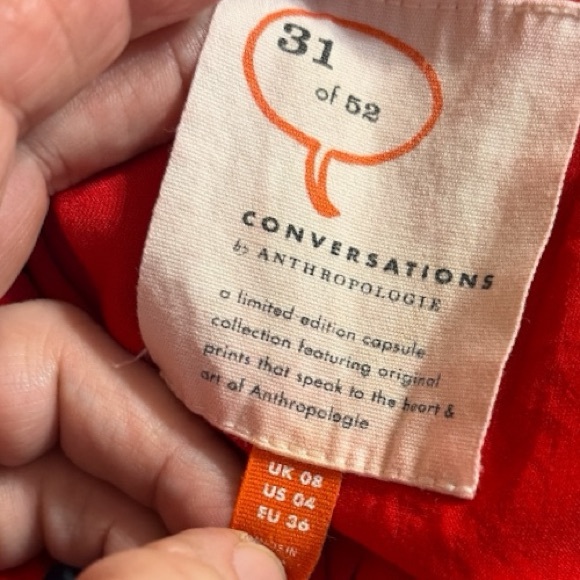 31
of 52
CONVERSATIONS
by ANTHROPOLOGIE
a limited-edition capsule
collection featuring original
prints that speak to the heart &
art of Anthropologie
UK 08
US 04
EU 36